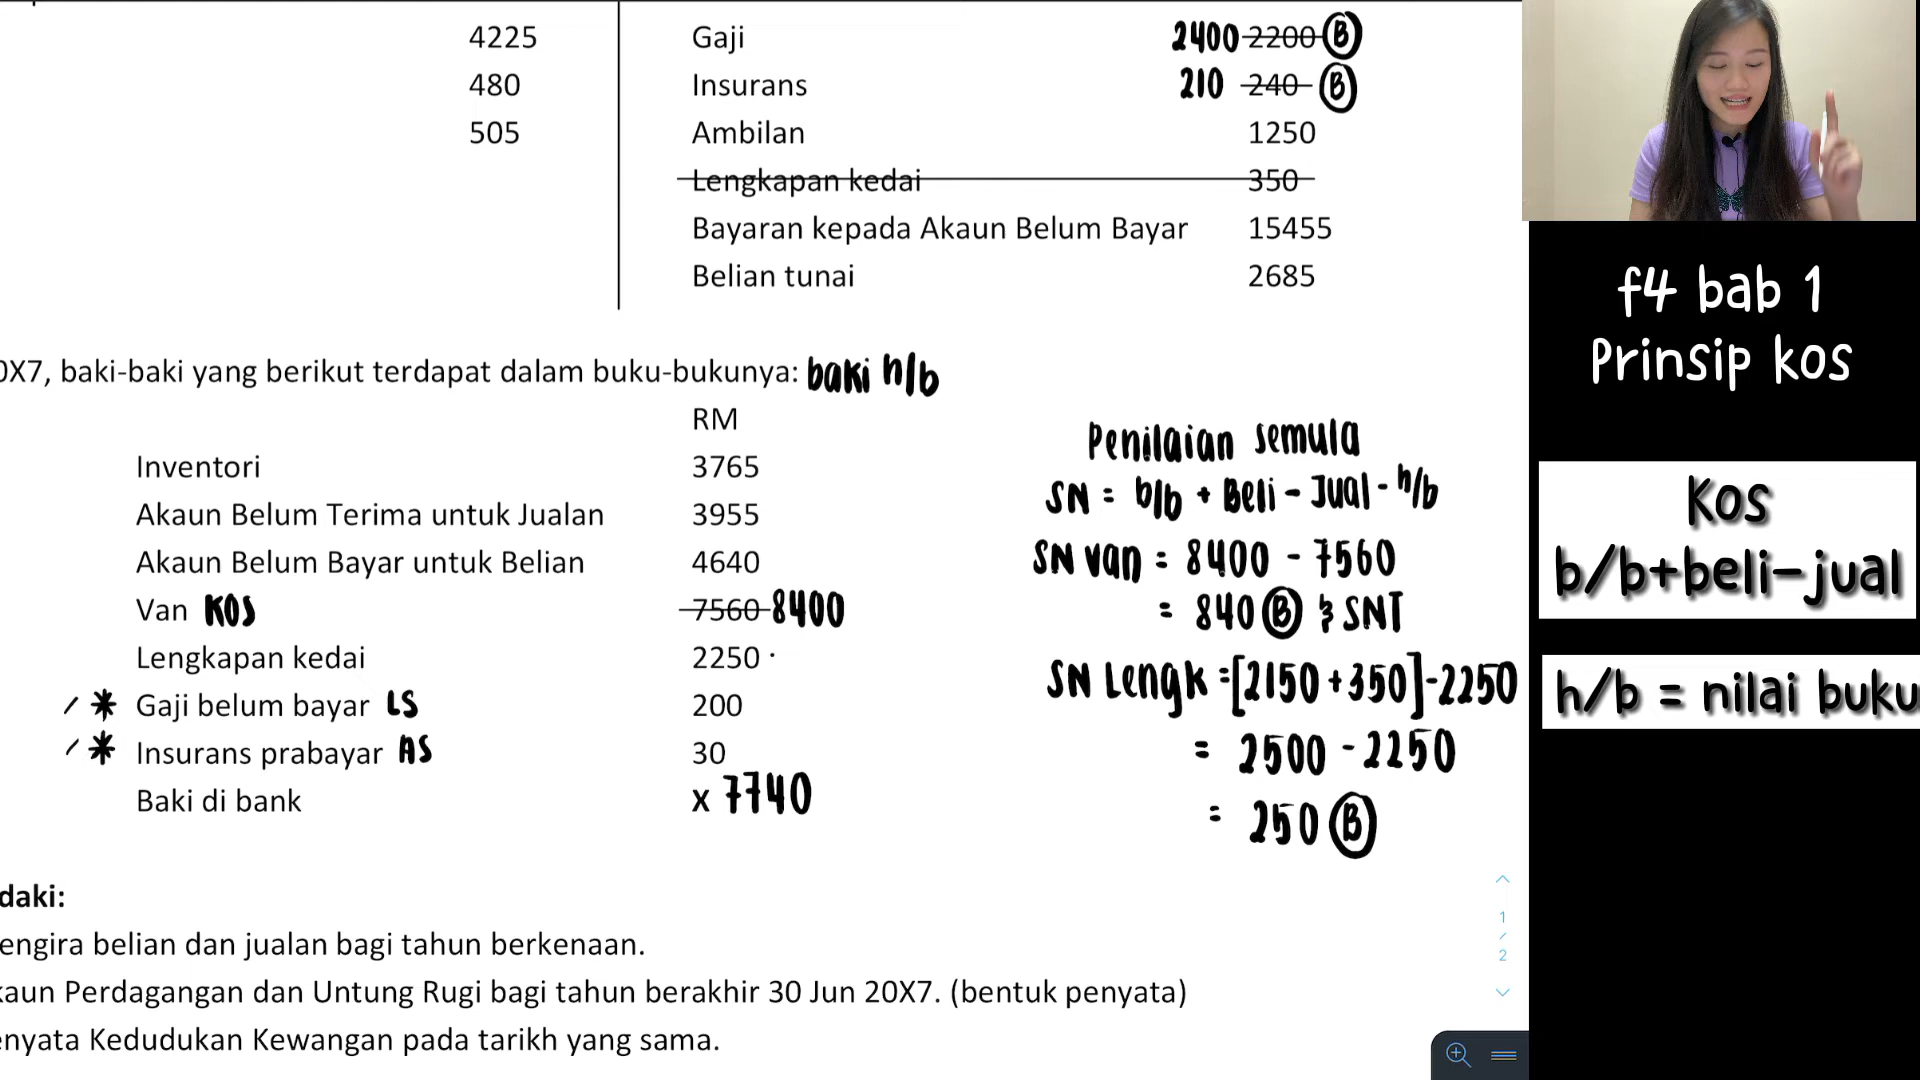 4225 Gaji 2400 2200 B
480 Insurans 210 240 B
505 Ambilan 1250
Lengkapan kedai 350
Bayaran kepada Akaun Belum Bayar 15455
Belian tunai 2685
0X7, baki-baki yang berikut terdapat dalam buku-bukunya: baki h/b
RM
Inventori 3765
Akaun Belum Terima untuk Jualan 3955
Akaun Belum Bayar untuk Belian 4640
Van KOS 7560 8400
Lengkapan kedai 2250
* Gaji belum bayar LS 200
* Insurans prabayar AS 30
Baki di bank x 7740
Penilaian semula
SN = b/b + Beli - Jual - h/b
SN van = 8400 - 7560
= 840 B & SNT
SN Lengk = [2150 + 350] - 2250
= 2500 - 2250
= 250 B
daki:
engira belian dan jualan bagi tahun berkenaan.
kaun Perdagangan dan Untung Rugi bagi tahun berakhir 30 Jun 20X7. (bentuk penyata)
enyata Kedudukan Kewangan pada tarikh yang sama.
1
/
2
f4 bab 1
Prinsip kos
Kos
b/b+beli-jual
h/b = nilai buku